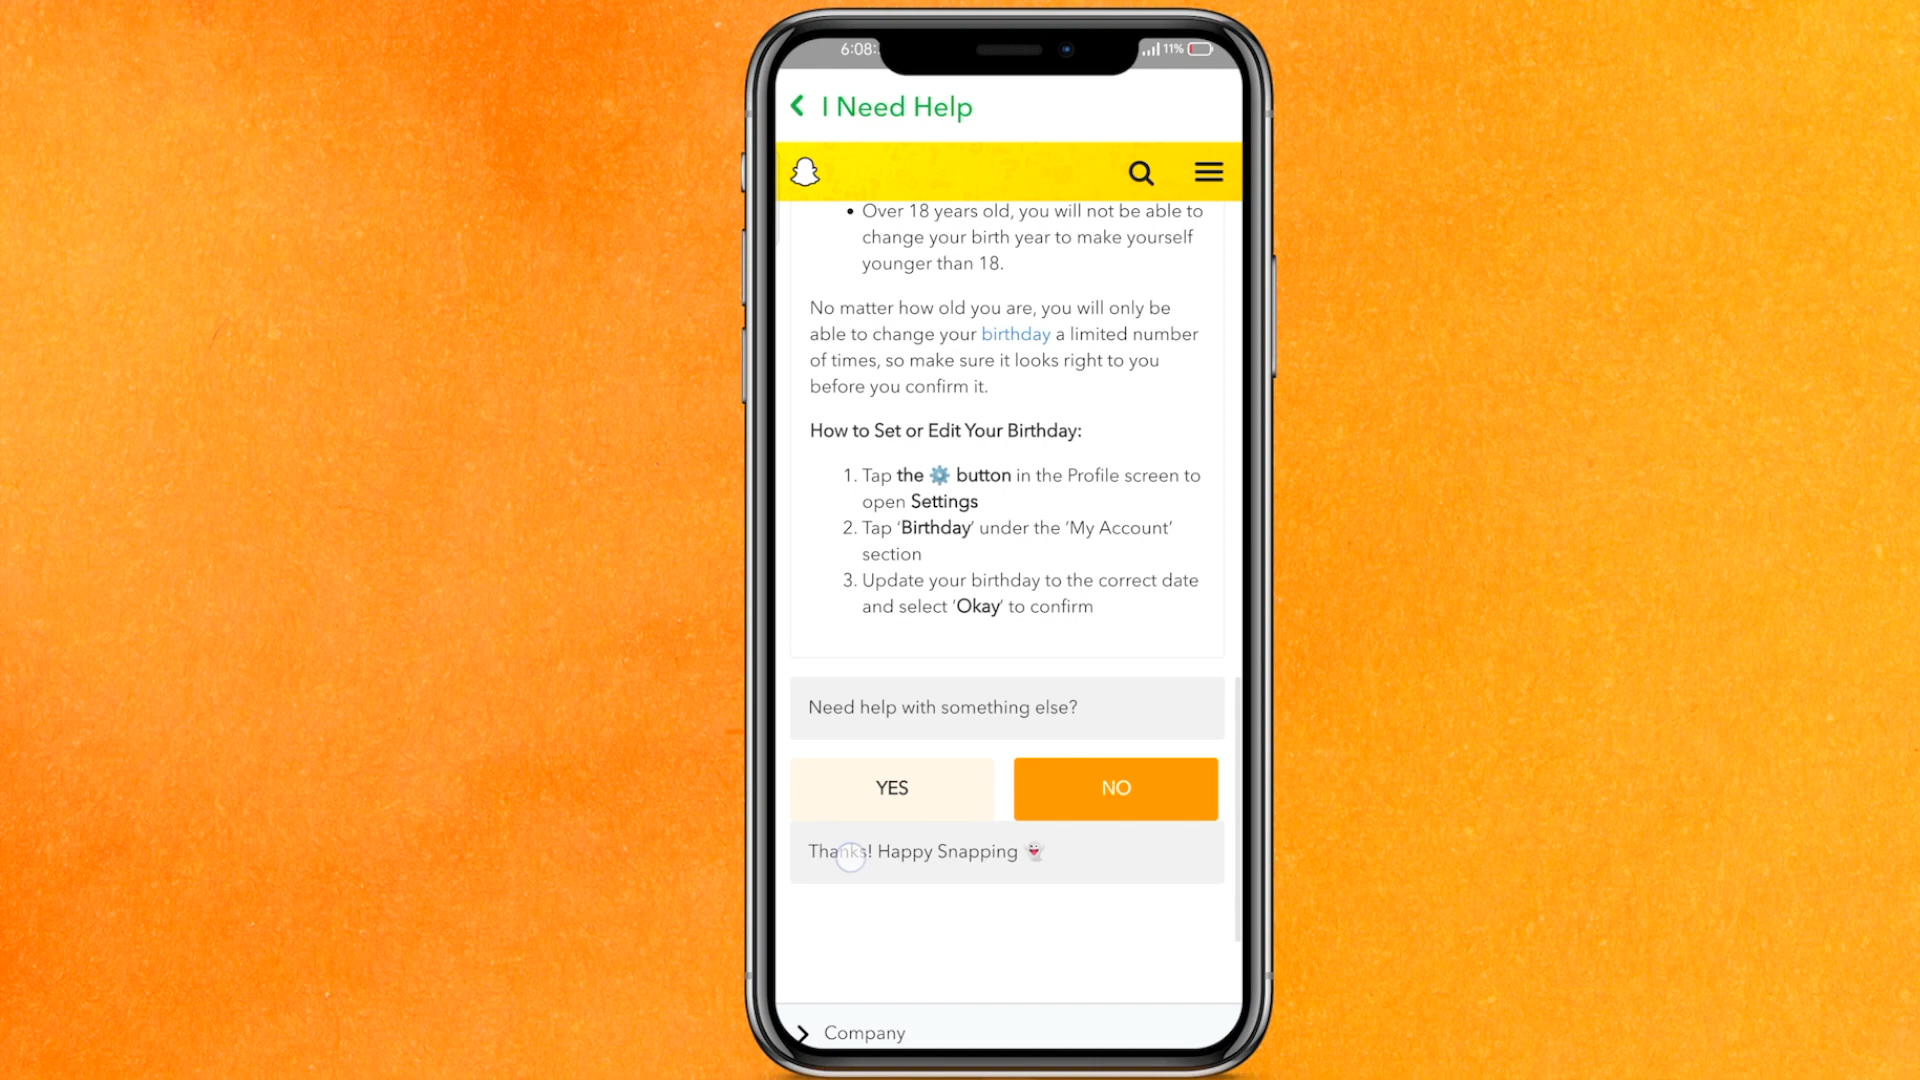 6:08:
11%
I Need Help
• Over 18 years old, you will not be able to
change your birth year to make yourself
younger than 18.
No matter how old you are, you will only be
able to change your birthday a limited number
of times, so make sure it looks right to you
before you confirm it.
How to Set or Edit Your Birthday:
1. Tap the ⚙️ button in the Profile screen to
open Settings
2. Tap ‘Birthday’ under the ‘My Account’
section
3. Update your birthday to the correct date
and select ‘Okay’ to confirm
Need help with something else?
YES NO
Thanks! Happy Snapping 👻
Company